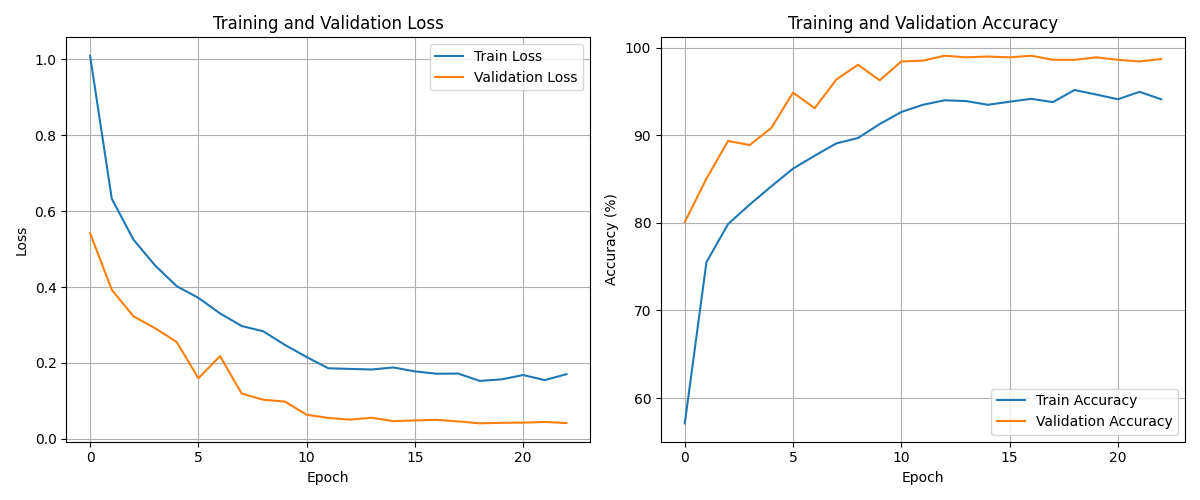 Training and Validation Loss
Train Loss
Validation Loss
1.0
0.8
0.6
0.4
0.2
0.0
Loss
0
5
10
15
20
Epoch
Training and Validation Accuracy
100
90
80
70
60
Accuracy (%)
Train Accuracy
Validation Accuracy
0
5
10
15
20
Epoch